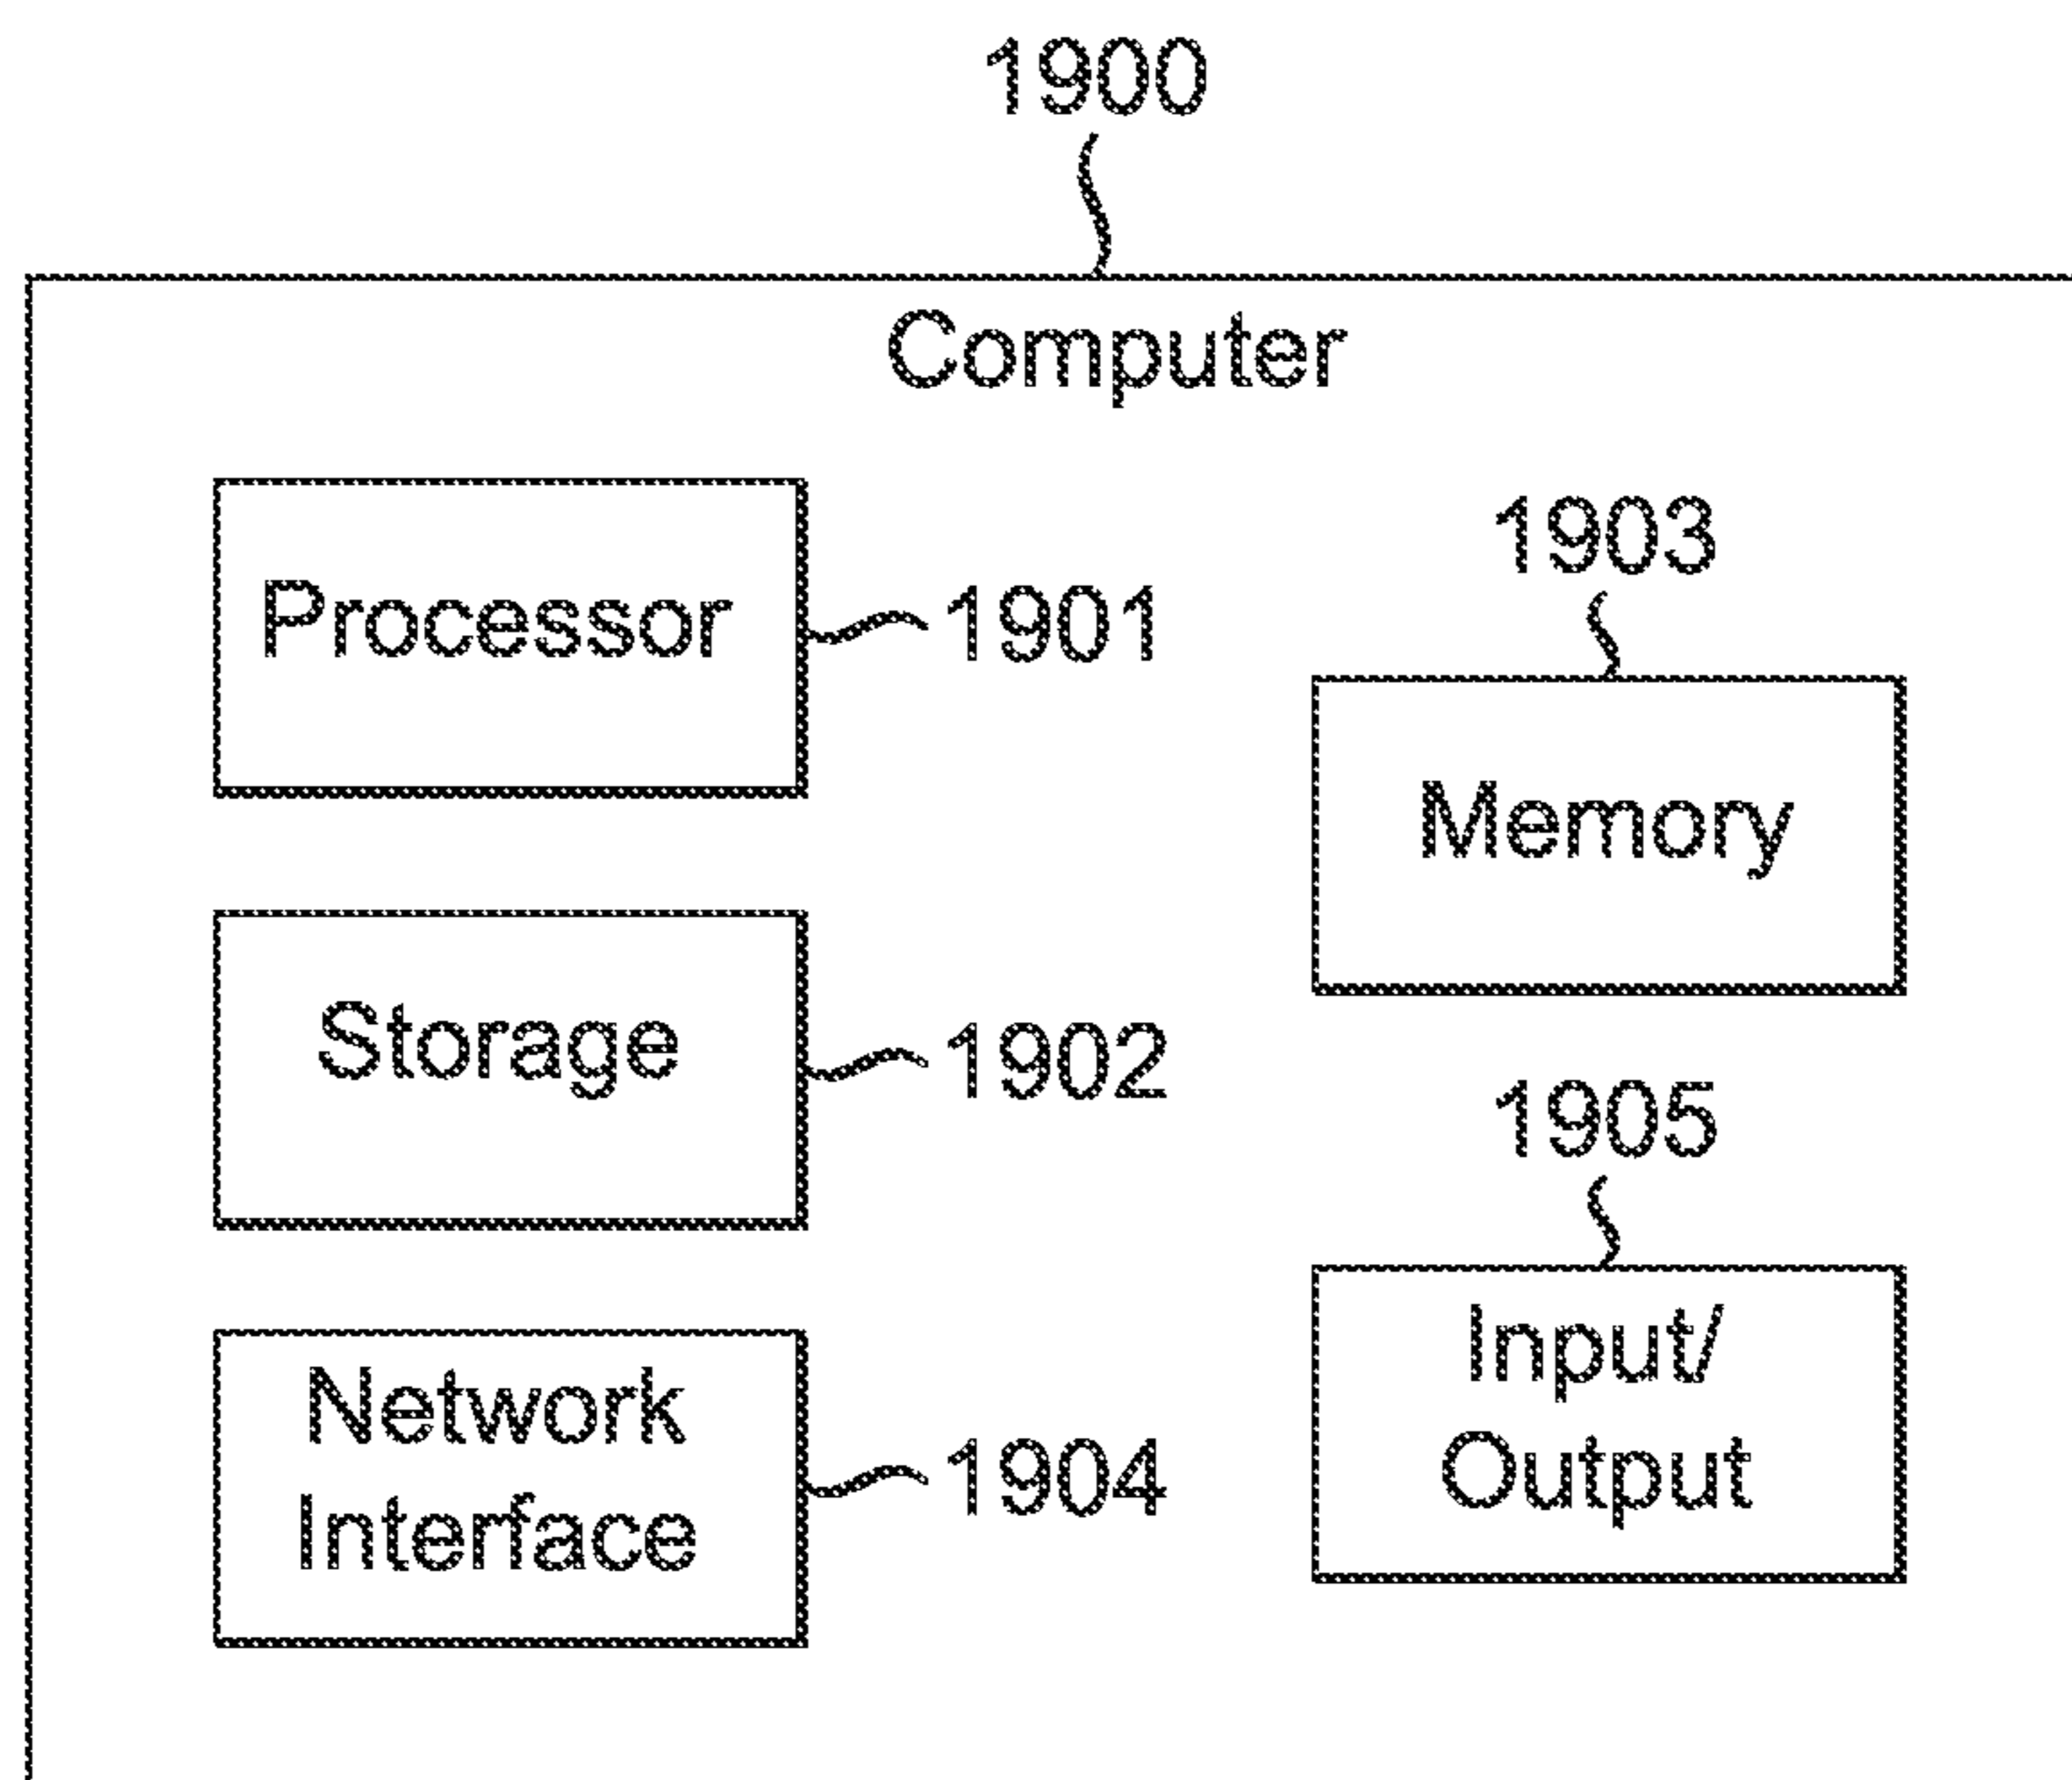 1900
Computer
Processor
1901
1903
Memory
Storage
1902
1905
Network
Interface
1904
Input/
Output